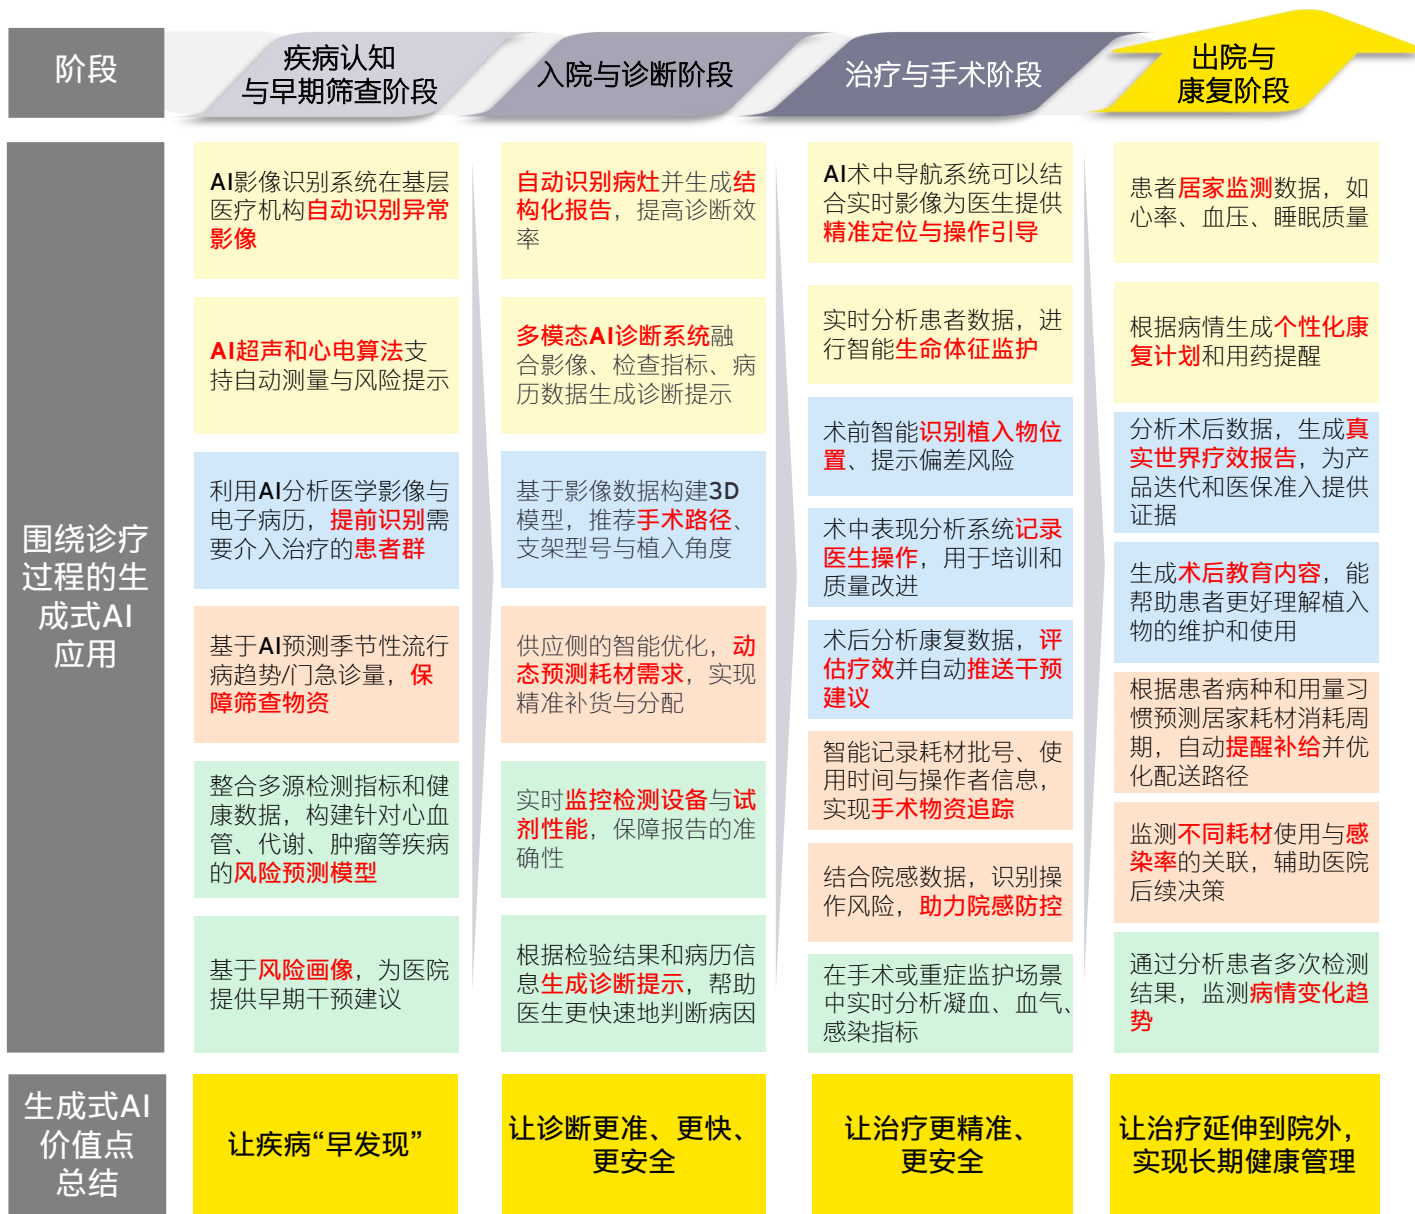 阶段
疾病认知
与早期筛查阶段
入院与诊断阶段
治疗与手术阶段
出院与
康复阶段
围绕诊疗
过程的生
成式AI
应用
AI影像识别系统在基层
医疗机构自动识别异常
影像
AI超声和心电算法支
持自动测量与风险提示
利用AI分析医学影像与
电子病历，提前识别需
要介入治疗的患者群
基于AI预测季节性流行
病趋势/门急诊量，保
障筛查物资
整合多源检测指标和健
康数据，构建针对心血
管、代谢、肿瘤等疾病
的风险预测模型
基于风险画像，为医院
提供早期干预建议
自动识别病灶并生成结
构化报告，提高诊断效
率
多模态AI诊断系统融
合影像、检查指标、病
历数据生成诊断提示
基于影像数据构建3D
模型，推荐手术路径、
支架型号与植入角度
供应侧的智能优化，动
态预测耗材需求，实现
精准补货与分配
实时监控检测设备与试
剂性能，保障报告的准
确性
根据检验结果和病历信
息生成诊断提示，帮助
医生更快速地判断病因
AI术中导航系统可以结
合实时影像为医生提供
精准定位与操作引导
实时分析患者数据，进
行智能生命体征监护
术前智能识别植入物位
置、提示偏差风险
术中表现分析系统记录
医生操作，用于培训和
质量改进
术后分析康复数据，评
估疗效并自动推送干预
建议
智能记录耗材批号、使
用时间与操作者信息，
实现手术物资追踪
结合院感数据，识别操
作风险，助力院感防控
在手术或重症监护场景
中实时分析凝血、血气、
感染指标
患者居家监测数据，如
心率、血压、睡眠质量
根据病情生成个性化康
复计划和用药提醒
分析术后数据，生成真
实世界疗效报告，为产
品迭代和医保准入提供
证据
生成术后教育内容，能
帮助患者更好理解植入
物的维护和使用
根据患者病种和用量习
惯预测居家耗材消耗周
期，自动提醒补给并优
化配送路径
监测不同耗材使用与感
染率的关联，辅助医院
后续决策
通过分析患者多次检测
结果，监测病情变化趋
势
生成式AI
价值点
总结
让疾病“早发现”
让诊断更准、更快、
更安全
让治疗更精准、
更安全
让治疗延伸到院外，
实现长期健康管理